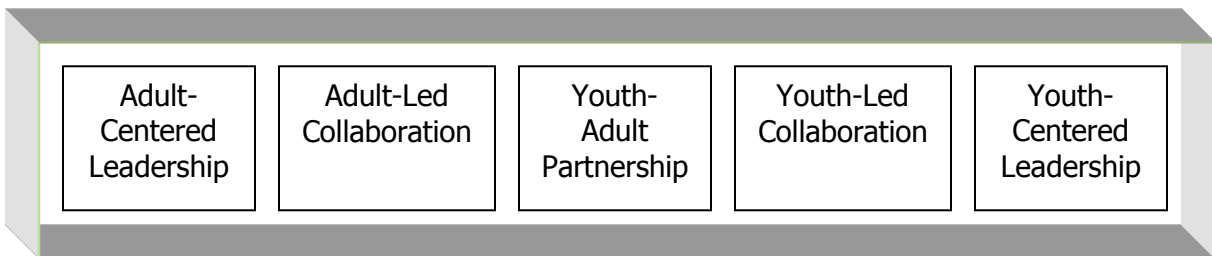 Adult-
Centered
Leadership
Adult-Led
Collaboration
Youth-
Adult
Partnership
Youth-Led
Collaboration
Youth-
Centered
Leadership